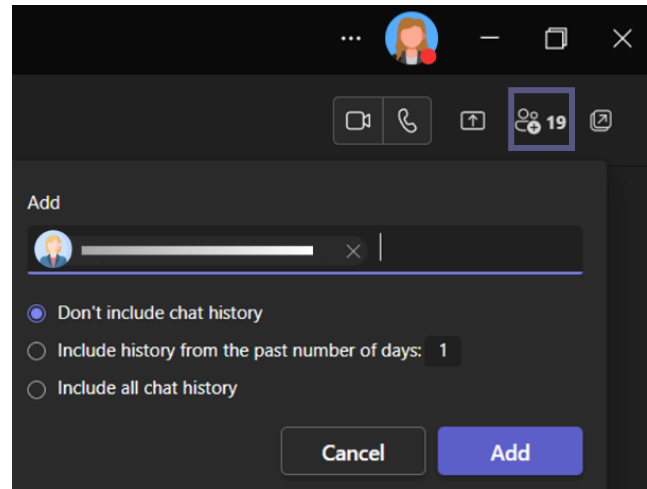 19
Add
Don't include chat history
Include history from the past number of days: 1
Include all chat history
Cancel Add